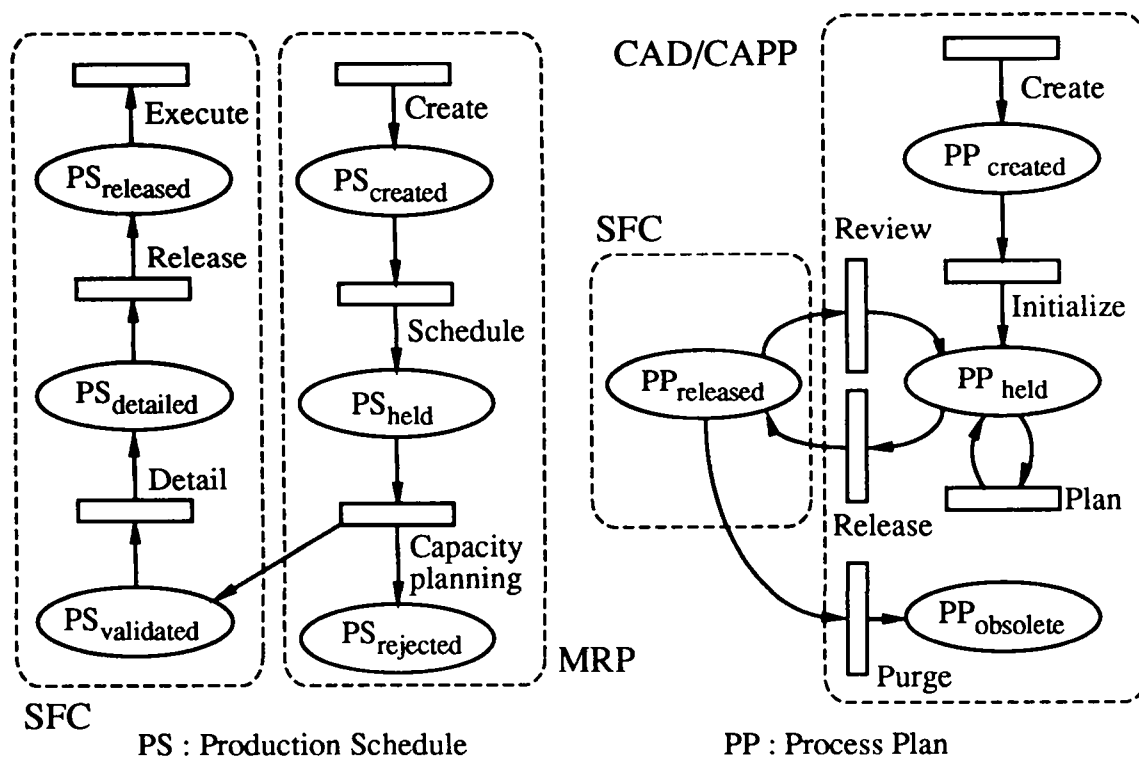 Execute
PS released
Release
PS detailed
Detail
PS validated
SFC
Create
PS created
Schedule
PS held
Capacity
planning
PS rejected
MRP
CAD/CAPP
Create
PP created
Initialize
SFC
Review
PP released
PP held
Release
Plan
PP obsolete
Purge
PS : Production Schedule
PP : Process Plan